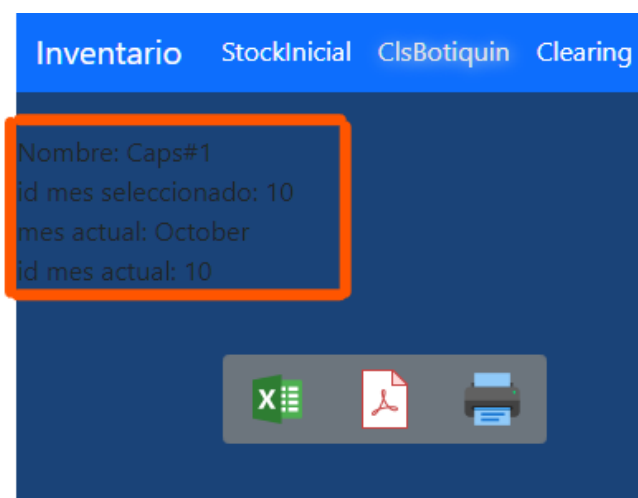 Inventario StockInicial ClsBotiquin Clearing
Nombre: Caps#1
id mes seleccionado: 10
mes actual: October
id mes actual: 10
X